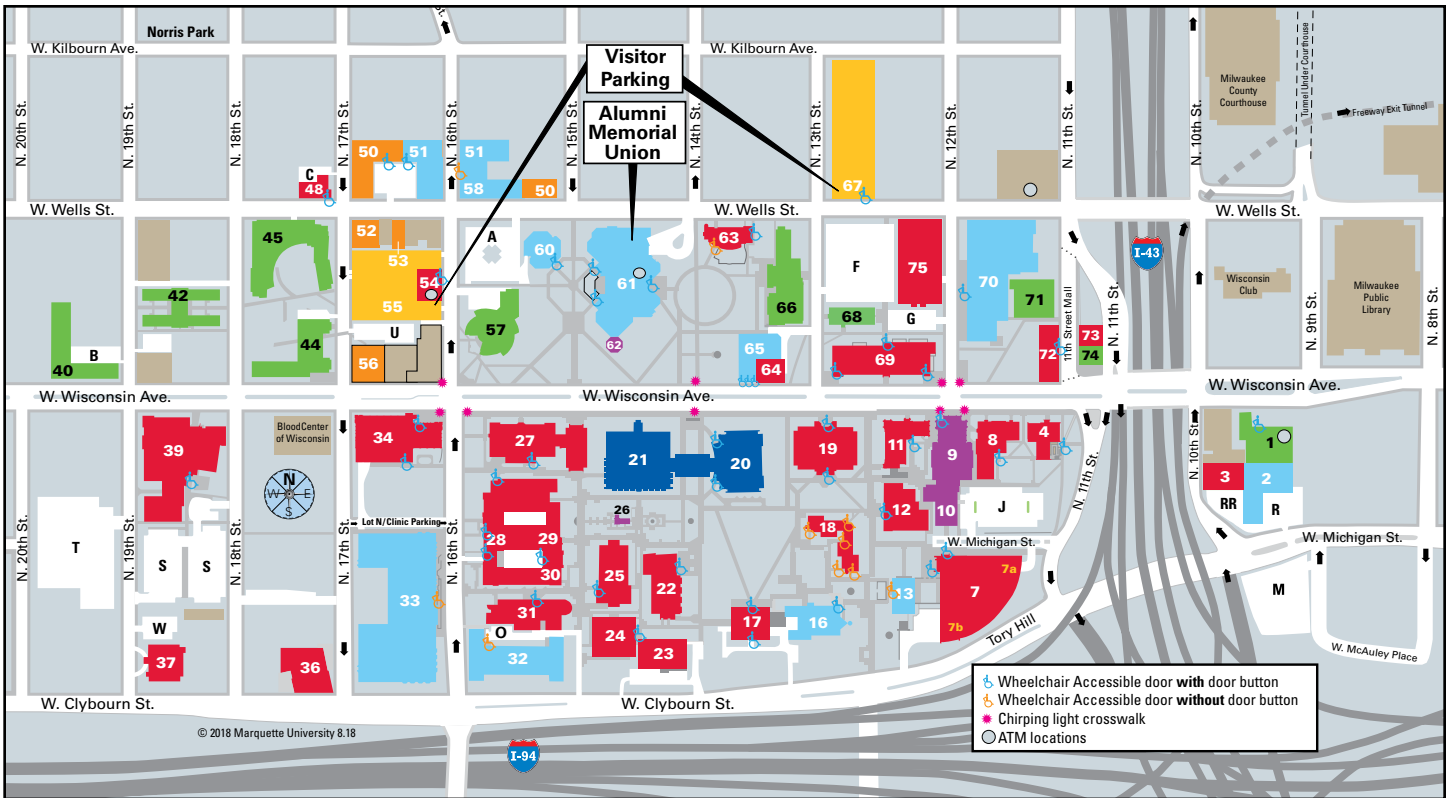 Norris Park
W. Kilbourn Ave.
W. Kilbourn Ave.
St.
Visitor
Parking
Alumni
Memorial
Union
Milwaukee
County
Courthouse
Tunnel Under Courthouse
Freeway Exit Tunnel
N. 20th St.
N. 19th St.
N. 18th St.
N. 17th St.
N. 16th St.
N. 15th St.
N. 14th St.
N. 13th St.
N. 12th St.
N. 11th St.
N. 10th St.
50
51
51
C
48
58
50
67
W. Wells St.
W. Wells St.
W. Wells St.
45
52
53
54
55
A
60
61
63
F
75
70
I-43
Wisconsin
Club
Milwaukee
Public
Library
N. 9th St.
N. 8th St.
42
57
62
66
68
G
71
11th Street Mall
N. 11th St.
B
40
44
U
56
65
64
69
72
73
74
W. Wisconsin Ave.
W. Wisconsin Ave.
W. Wisconsin Ave.
39
BloodCenter
of Wisconsin
34
27
21
20
19
11
9
8
4
N. 11th St.
N. 10th St.
1
3
2
RR
R
N
W
E
S
Lot N/Clinic Parking
26
18
12
10
J
W. Michigan St.
W. Michigan St.
N. 20th St.
T
N. 19th St.
S
S
N. 18th St.
N. 17th St.
33
N. 16th St.
28
29
30
25
22
13
7a
7
7b
Tory Hill
M
W. McAuley Place
W
37
36
31
O
32
24
23
17
16
W. Clybourn St.
W. Clybourn St.
Wheelchair Accessible door with door button
Wheelchair Accessible door without door button
Chirping light crosswalk
ATM locations
© 2018 Marquette University 8.18
I-94